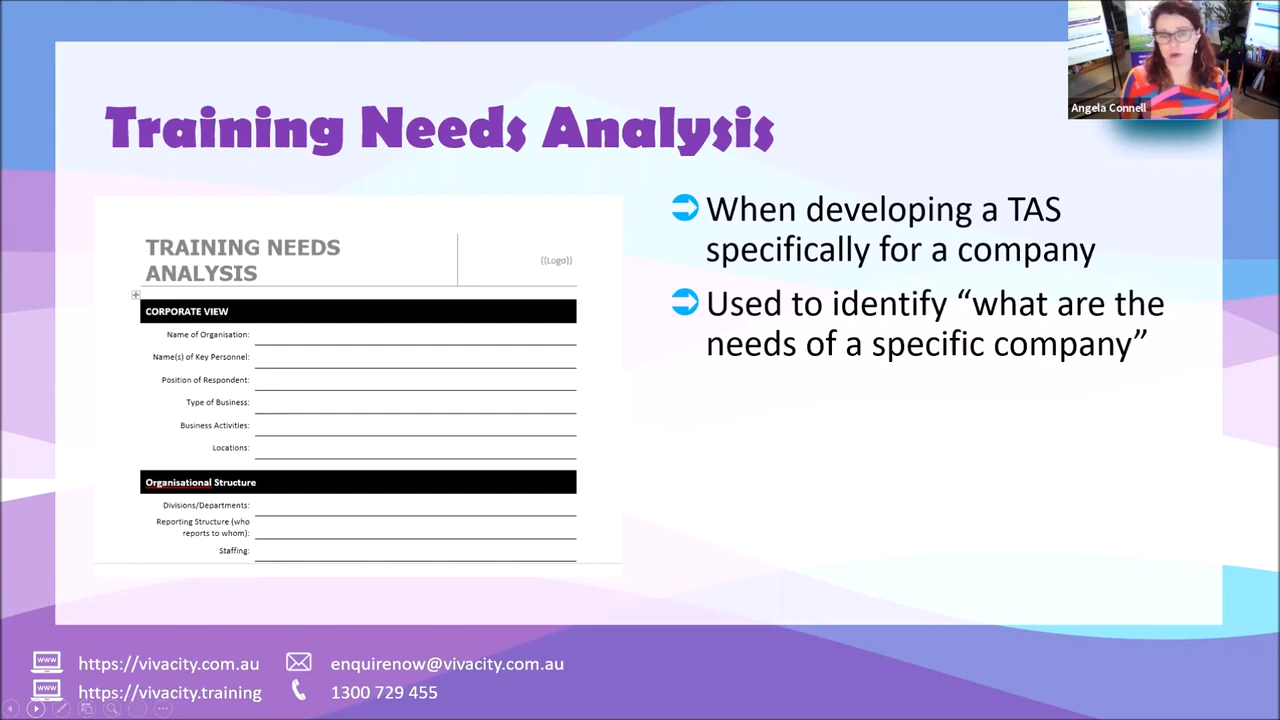 Angela Connell
Training Needs Analysis
TRAINING NEEDS
ANALYSIS
{{Logo}}
CORPORATE VIEW
Name of Organisation:
Name(s) of Key Personnel:
Position of Respondent:
Type of Business:
Business Activities:
Locations:
Organisational Structure
Divisions/Departments:
Reporting Structure (who
reports to whom):
Staffing:
When developing a TAS
specifically for a company
Used to identify “what are the
needs of a specific company”
www https://vivacity.com.au
enquirenow@vivacity.com.au
www https://vivacity.training
1300 729 455